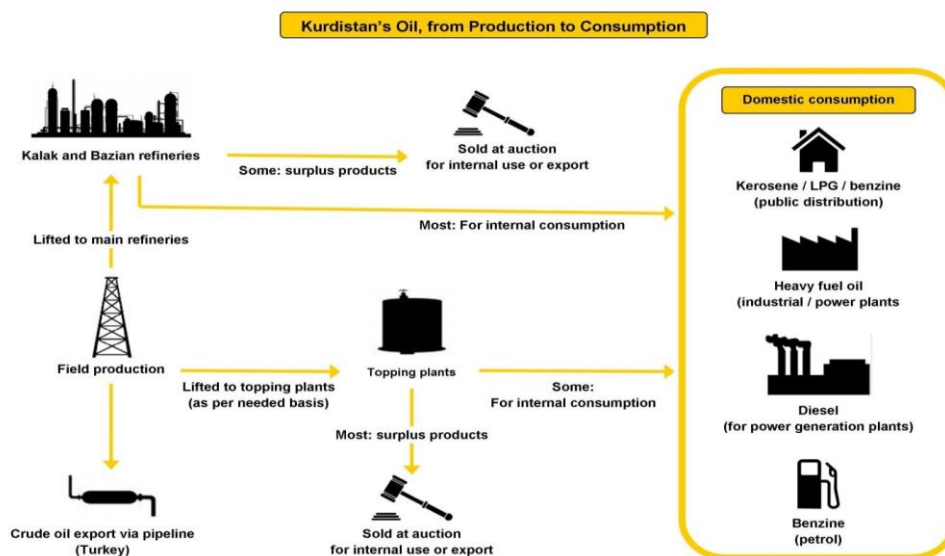 Kurdistan's Oil, from Production to Consumption
Kalak and Bazian refineries
Some: surplus products
Sold at auction
for internal use or export
Most: For internal consumption
Lifted to main refineries
Field production
Lifted to topping plants
(as per needed basis)
Topping plants
Some:
For internal consumption
Most: surplus products
Crude oil export via pipeline
(Turkey)
Sold at auction
for internal use or export
Domestic consumption
Kerosene / LPG / benzine
(public distribution)
Heavy fuel oil
(industrial / power plants
Diesel
(for power generation plants)
Benzine
(petrol)